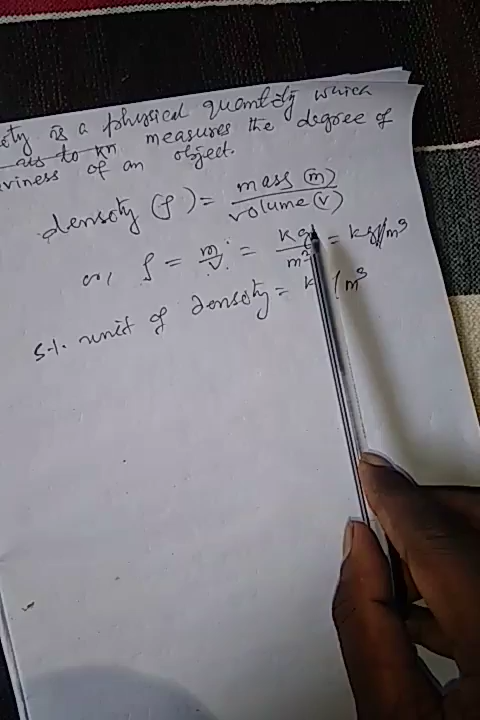 is a physical quantity which
measures the degree of
of an object.
density (ρ) = mass (m) / volume (v)
or, ρ = m/v = kg/m³ = kg/m³
S.I. unit of density = k /m³